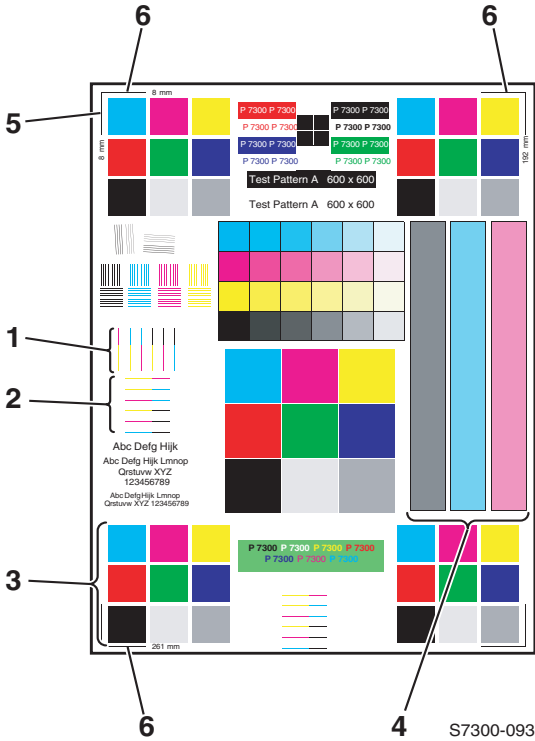 6 6
8 mm
5
8 mm
192 mm
P 7300 P 7300
P 7300 P 7300
P 7300 P 7300
P 7300 P 7300
P 7300 P 7300
P 7300 P 7300
P 7300 P 7300
P 7300 P 7300
Test Pattern A 600 x 600
Test Pattern A 600 x 600
1
2
Abc Defg Hijk
Abc Defg Hijk Lmnop
Qrstuvw XYZ
123456789
Abc DefgHijk Lmnop
Qrstuvw XYZ 123456789
3
P 7300 P 7300 P 7300 P 7300
P 7300 P 7300 P 7300
261 mm
6 4
S7300-093